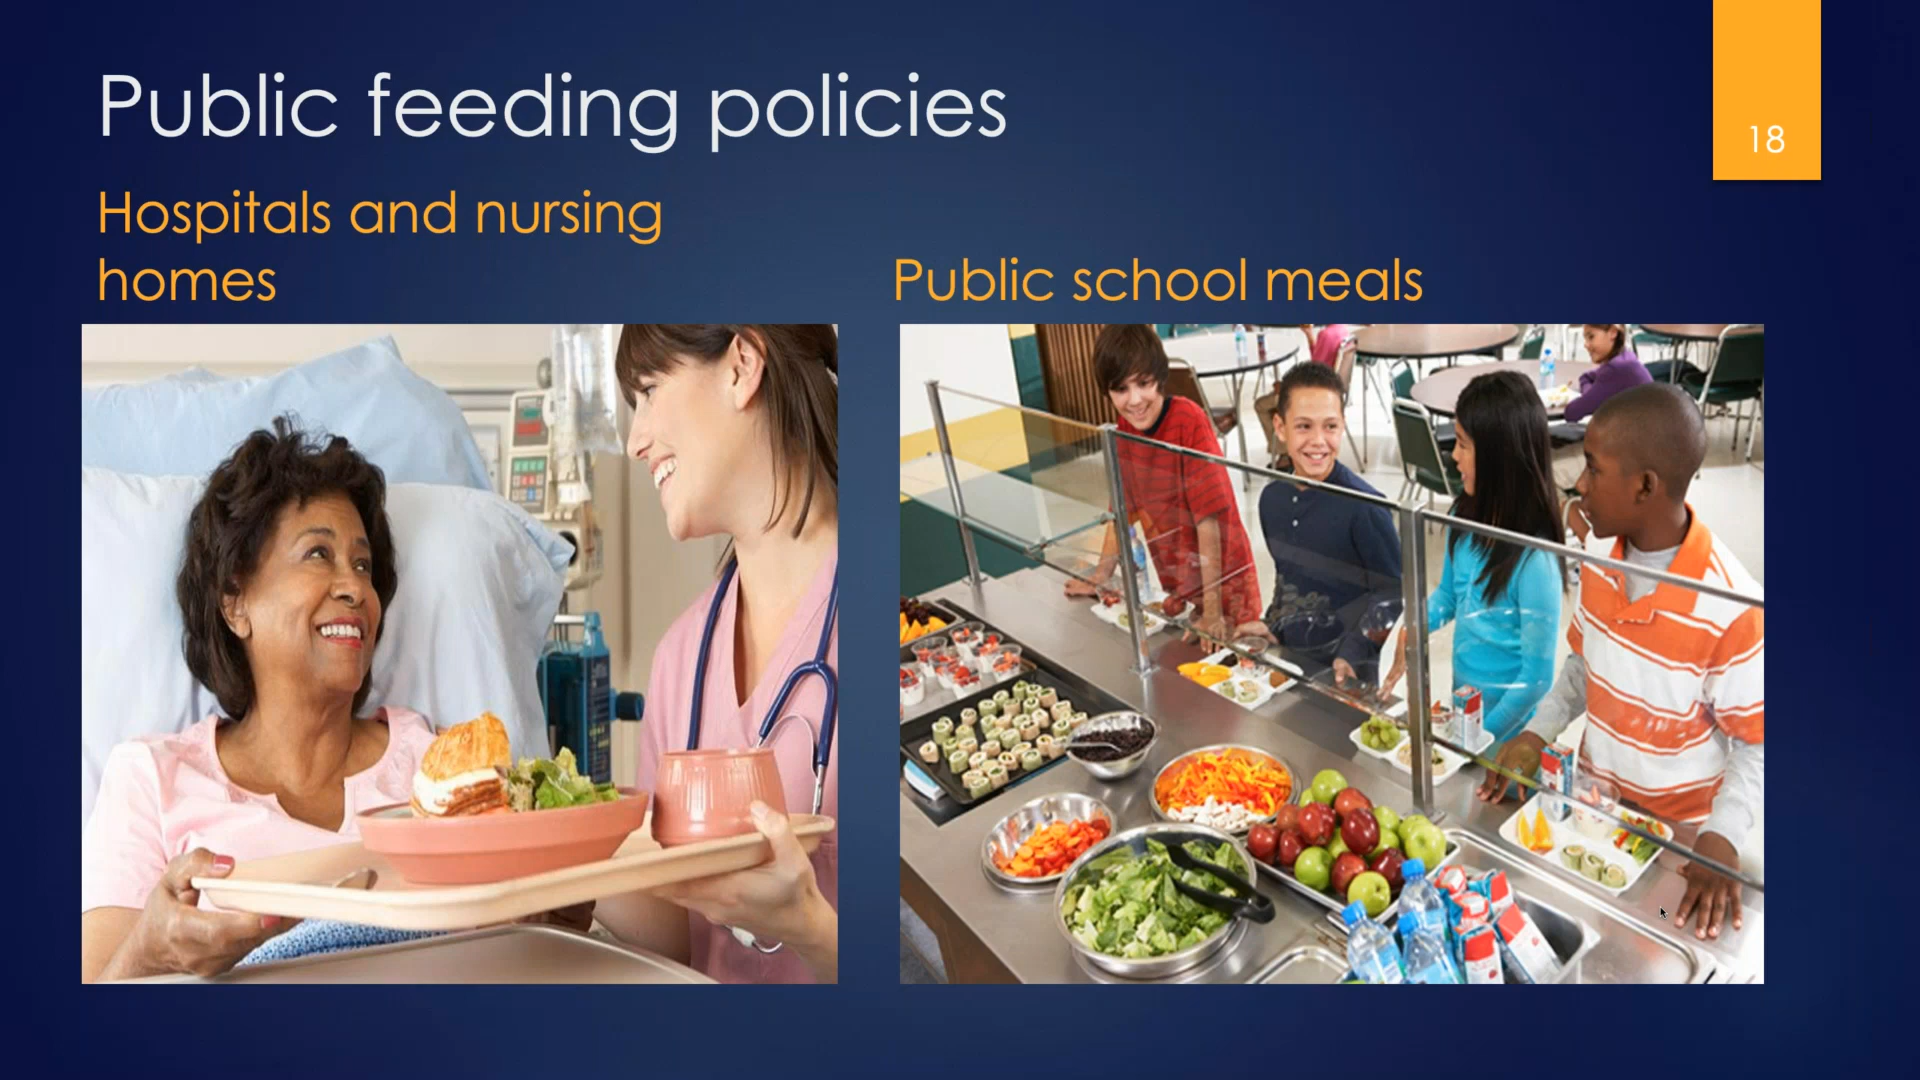 Public feeding policies
18
Hospitals and nursing
homes
Public school meals